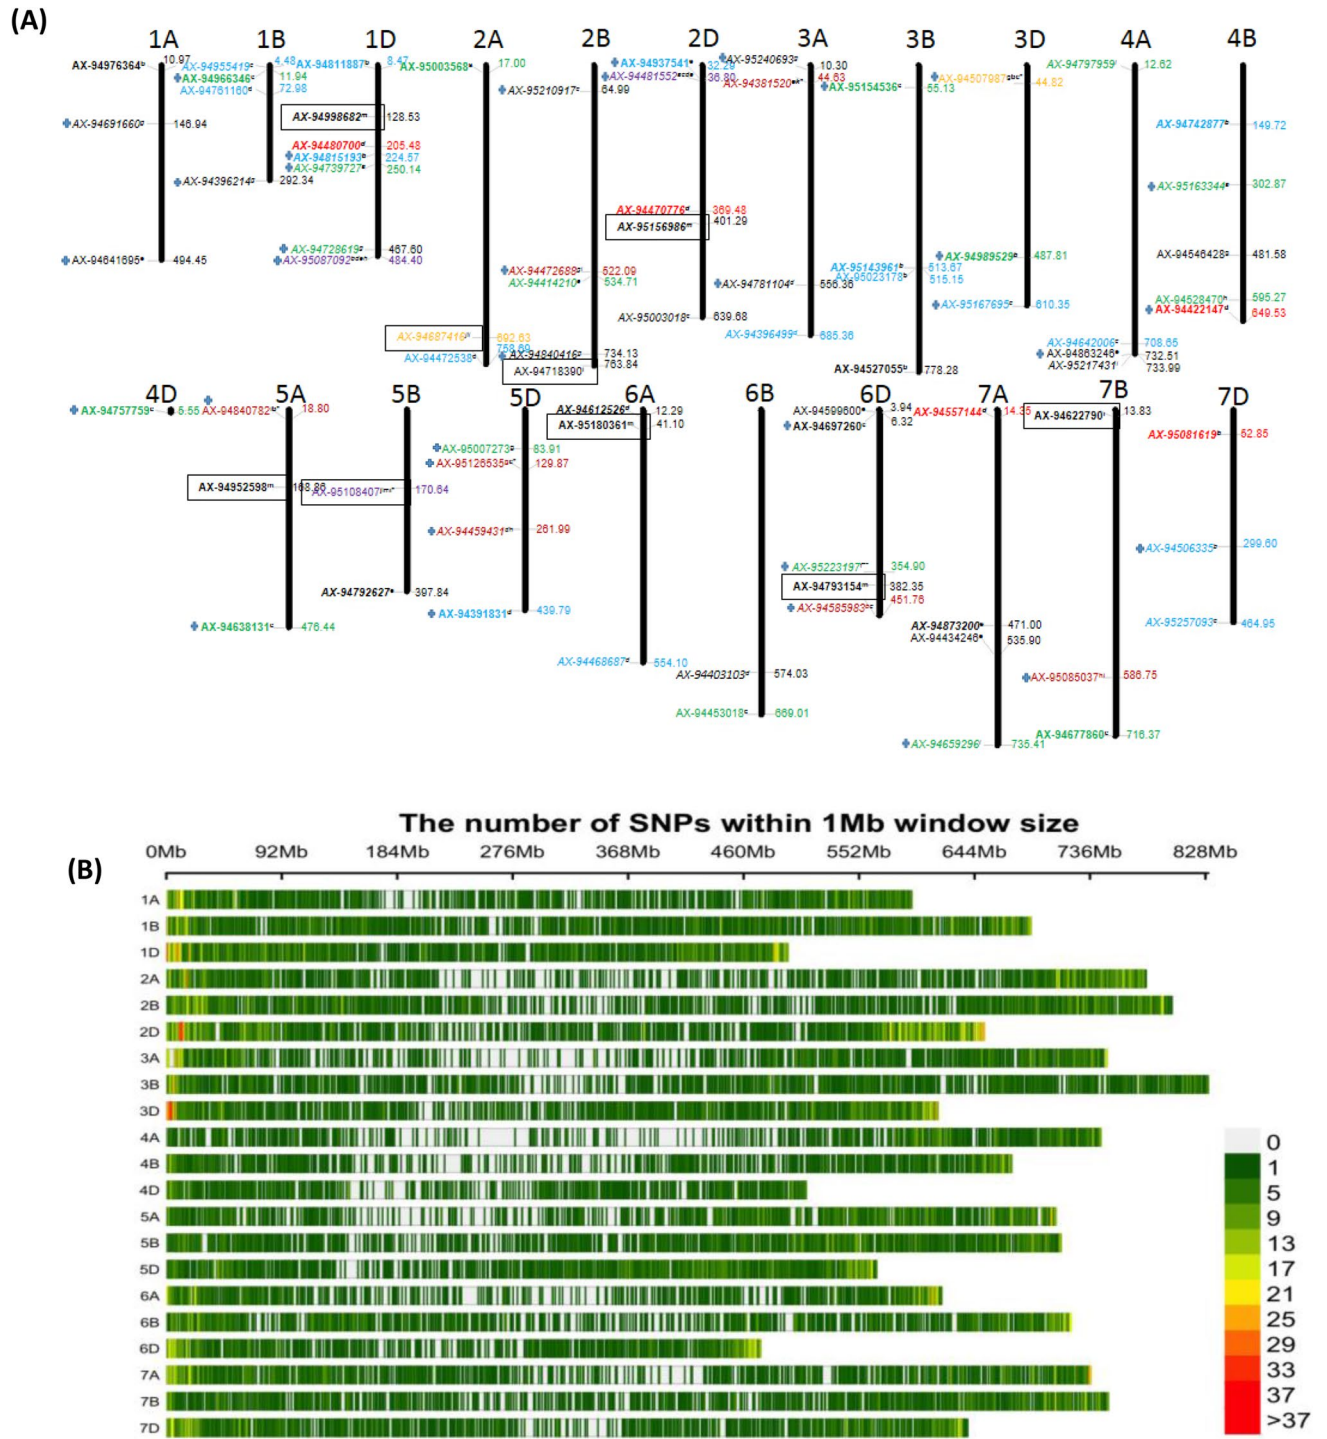 (A)
1A 1B 1D 2A 2B 2D 3A 3B 3D 4A 4B
AX-94976364 10.97
AX-94691660 146.94
AX-94641695 494.45
AX-94955419 4.48
AX-94966346 11.94
AX-94761160 72.98
AX-94396214 292.34
AX-94811887 8.47
AX-94998682 128.53
AX-94480700 205.48
AX-94815193 224.57
AX-94739727 250.14
AX-94728619 467.60
AX-95087092 484.40
AX-95003568 17.00
AX-94687416 692.63
AX-94472538 758.69
AX-95210917 64.99
AX-94472688 522.09
AX-94414210 534.71
AX-94840416 734.13
AX-94718390 763.84
AX-94937541 32.29
AX-94481552 36.80
AX-94470776 369.48
AX-95156986 401.29
AX-95003018 639.68
AX-95240693 10.30
AX-94381520 44.63
AX-94781104 556.36
AX-94396499 685.36
AX-95154536 55.13
AX-95143961 513.67
AX-95023178 515.15
AX-94527055 778.28
AX-94507987 44.82
AX-94989529 487.81
AX-95167695 610.35
AX-94797959 12.62
AX-94642006 708.65
AX-94863246 732.51
AX-95217431 733.99
AX-94742877 149.72
AX-95163344 302.87
AX-94546428 481.58
AX-94528470 595.27
AX-94422147 649.53
4D 5A 5B 5D 6A 6B 6D 7A 7B 7D
AX-94757759 5.55
AX-94840782 18.80
AX-94952598 168.86
AX-94638131 476.44
AX-95108407 170.64
AX-94792627 397.84
AX-95007273 83.91
AX-95126535 129.87
AX-94459431 261.99
AX-94391831 439.79
AX-94612526 12.29
AX-95180361 41.10
AX-94468687 554.10
AX-94403103 574.03
AX-94453018 669.01
AX-94599600 3.94
AX-94697260 6.32
AX-95223197 354.90
AX-94793154 382.35
AX-94585983 451.76
AX-94557144 14.35
AX-94873200 471.00
AX-94434246 535.90
AX-94659296 735.41
AX-94622790 13.83
AX-95085037 586.75
AX-94677860 716.37
AX-95081619 52.85
AX-94506335 299.60
AX-95257093 464.95
(B)
The number of SNPs within 1Mb window size
0Mb 92Mb 184Mb 276Mb 368Mb 460Mb 552Mb 644Mb 736Mb 828Mb
1A
1B
1D
2A
2B
2D
3A
3B
3D
4A
4B
4D
5A
5B
5D
6A
6B
6D
7A
7B
7D
0
1
5
9
13
17
21
25
29
33
37
>37